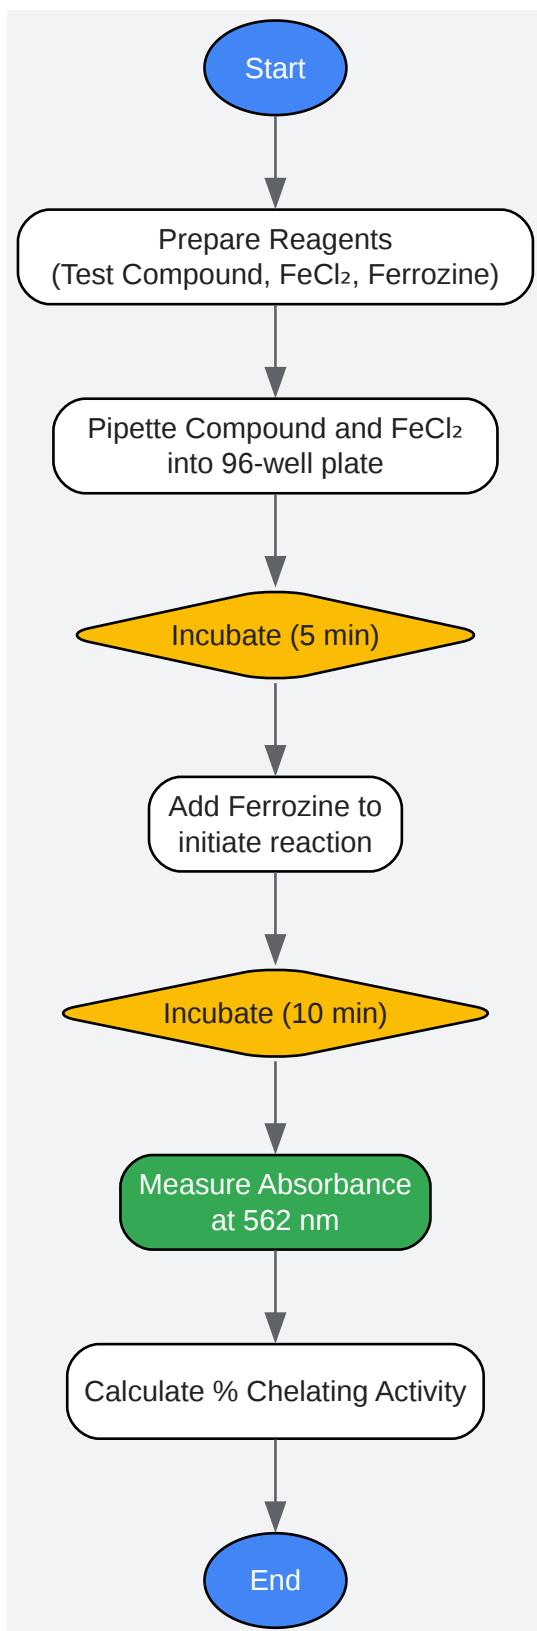 Start
Prepare Reagents
(Test Compound, FeCl₂, Ferrozine)
Pipette Compound and FeCl₂
into 96-well plate
Incubate (5 min)
Add Ferrozine to
initiate reaction
Incubate (10 min)
Measure Absorbance
at 562 nm
Calculate % Chelating Activity
End